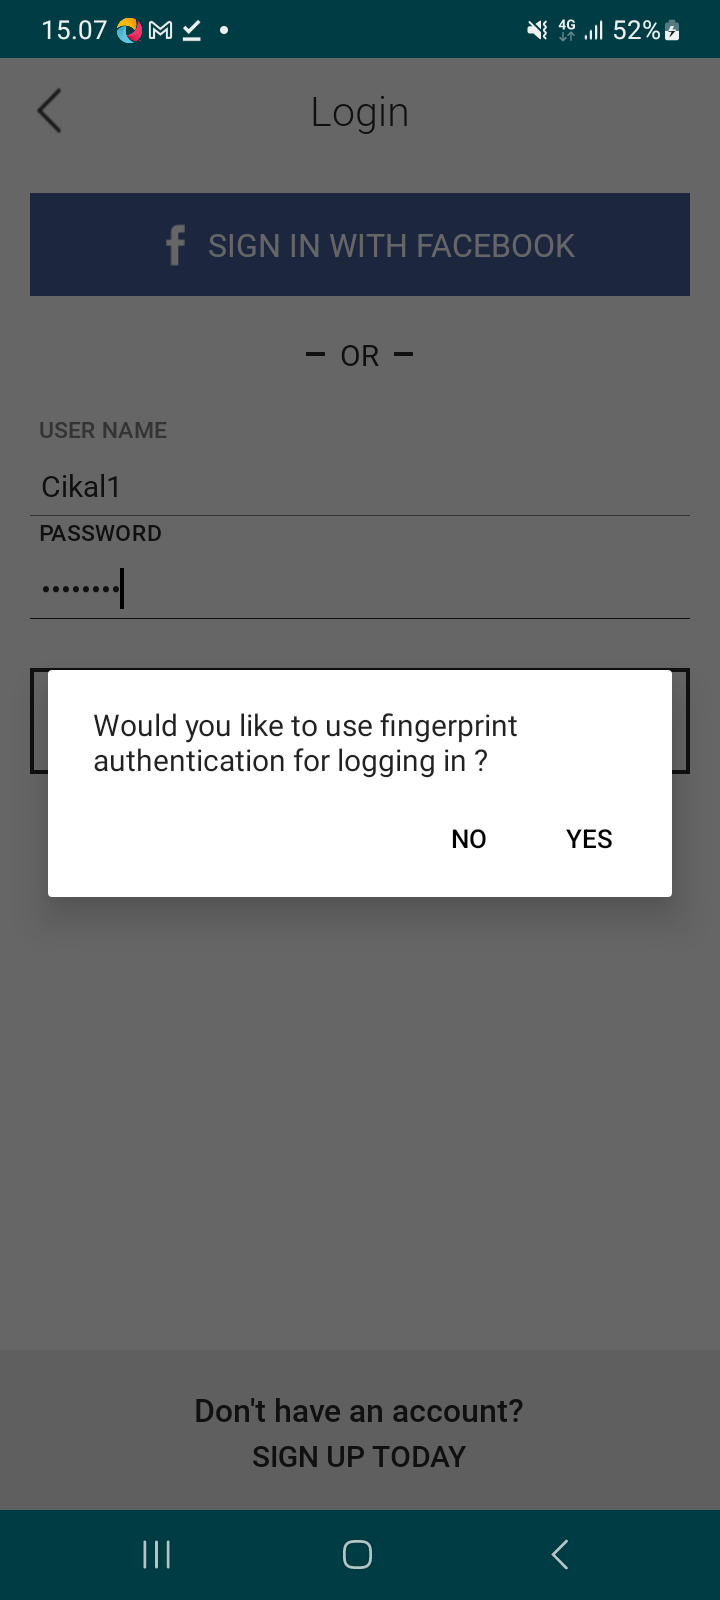 15.07 4G 52%
Login
f SIGN IN WITH FACEBOOK
– OR –
USER NAME
Cikal1
PASSWORD
••••••••
Would you like to use fingerprint
authentication for logging in ?
NO YES
Don't have an account?
SIGN UP TODAY